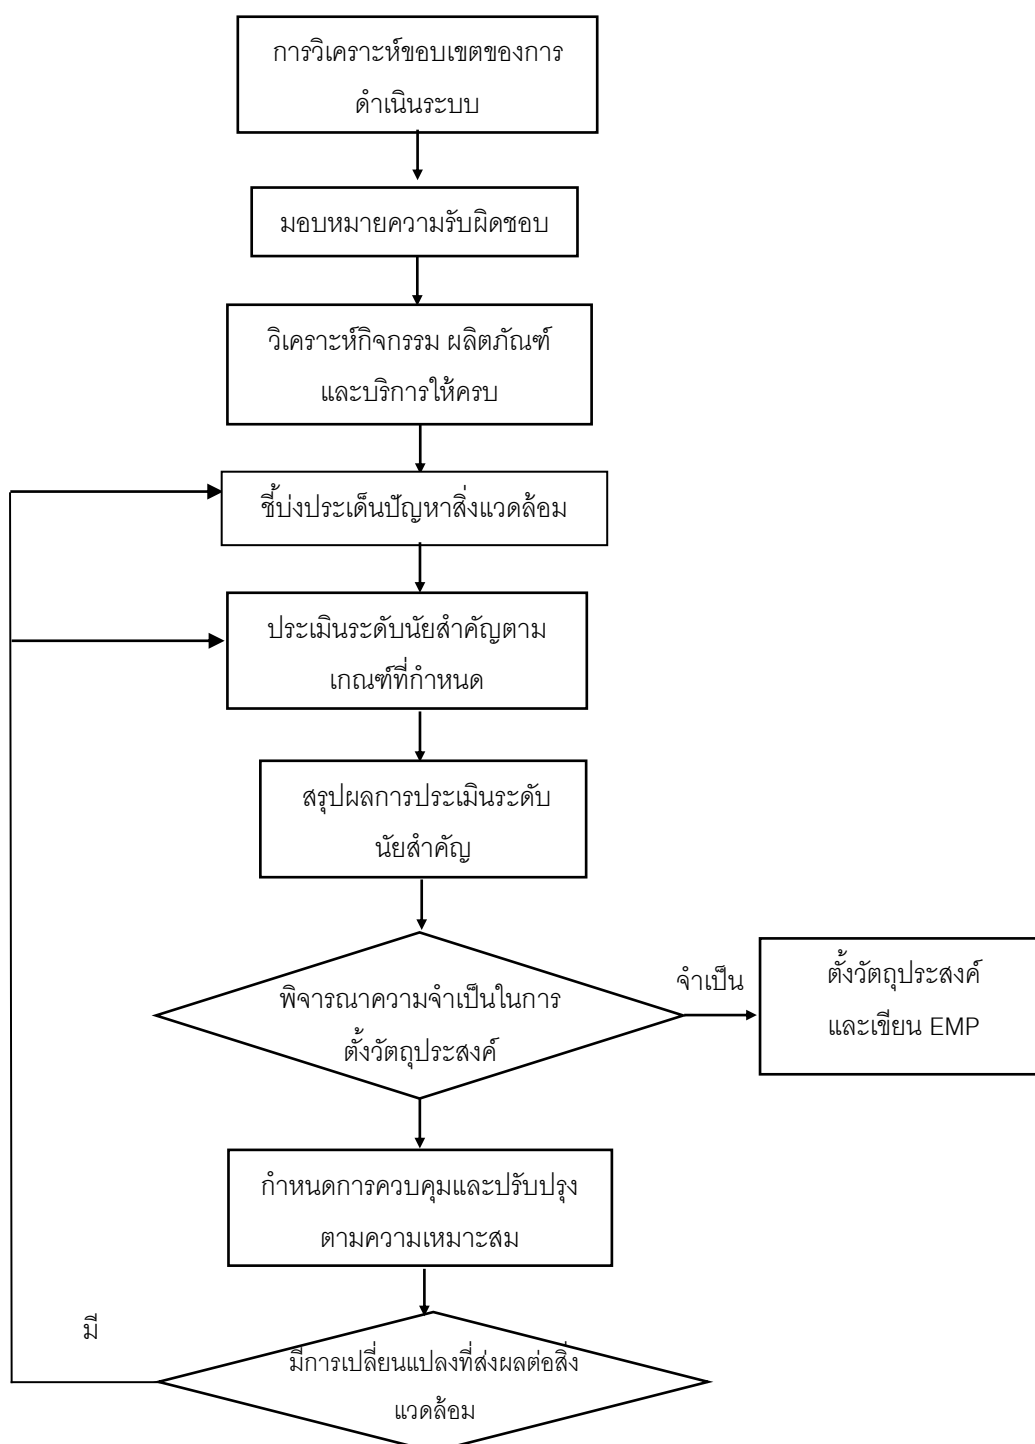 การวิเคราะห์ขอบเขตของการ
ดำเนินระบบ
มอบหมายความรับผิดชอบ
วิเคราะห์กิจกรรม ผลิตภัณฑ์
และบริการให้ครบ
ชี้บ่งประเด็นปัญหาสิ่งแวดล้อม
ประเมินระดับนัยสำคัญตาม
เกณฑ์ที่กำหนด
สรุปผลการประเมินระดับ
นัยสำคัญ
พิจารณาความจำเป็นในการ
ตั้งวัตถุประสงค์
จำเป็น
ตั้งวัตถุประสงค์
และเขียน EMP
กำหนดการควบคุมและปรับปรุง
ตามความเหมาะสม
มี
มีการเปลี่ยนแปลงที่ส่งผลต่อสิ่ง
แวดล้อม